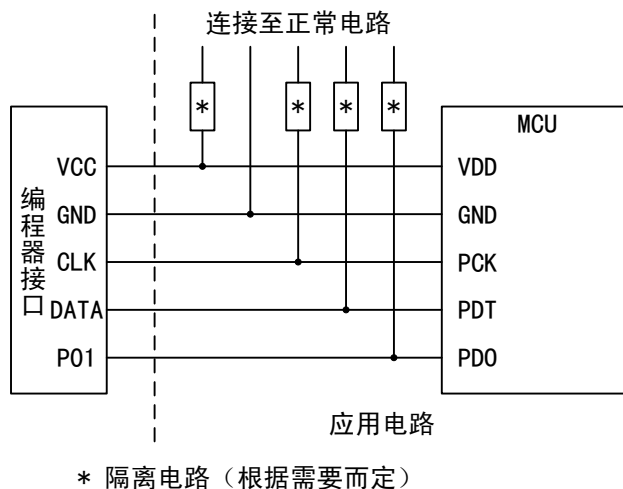 连接至正常电路
* * * *
MCU
编程器接口
VCC VDD
GND GND
CLK PCK
DATA PDT
PO1 PDO
应用电路
* 隔离电路（根据需要而定）